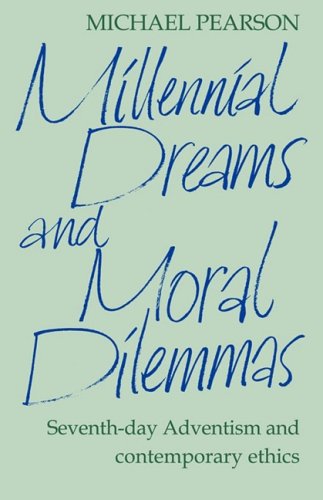 MICHAEL PEARSON
Millennial
Dreams
and
Moral
Dilemmas
Seventh-day Adventism and
contemporary ethics